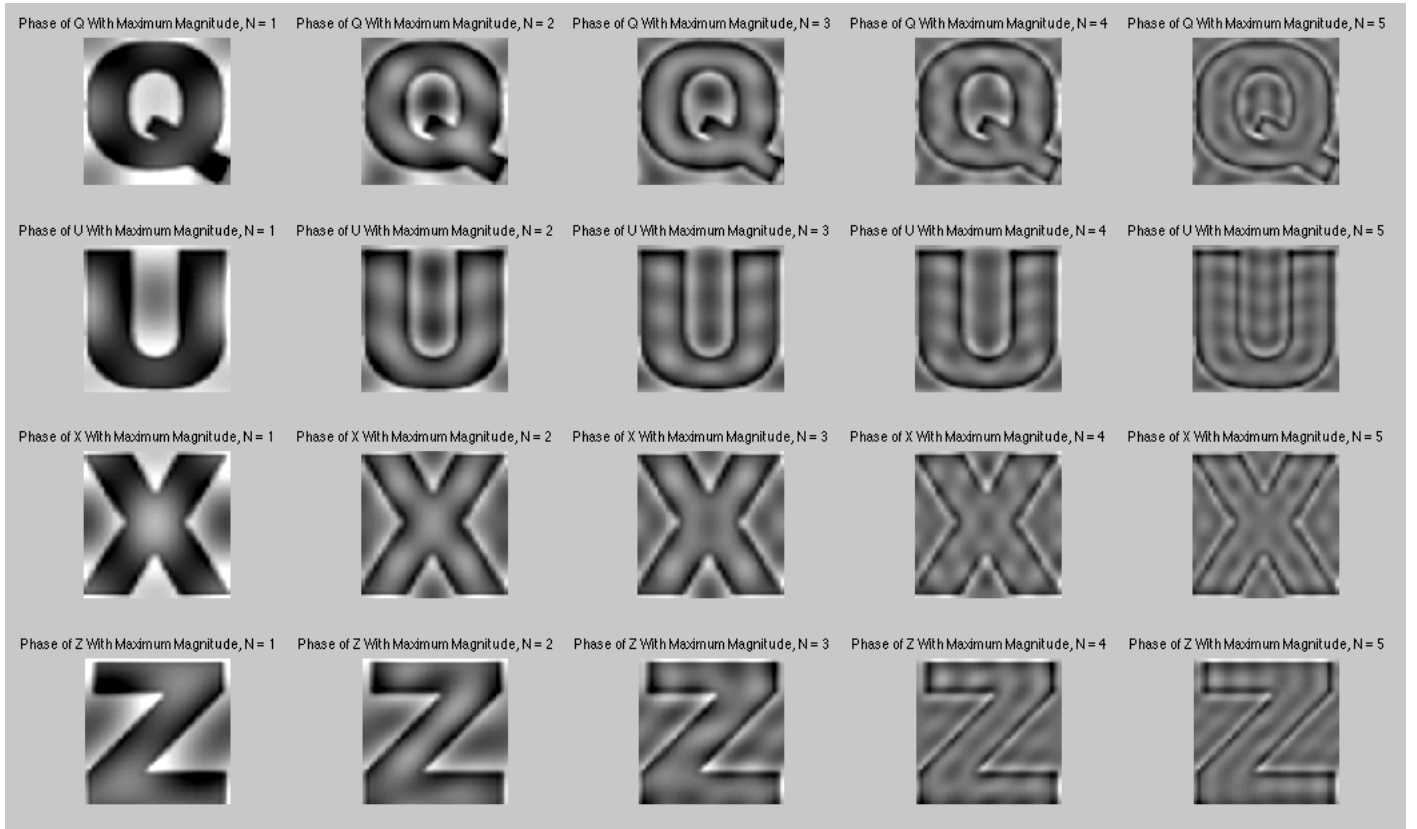 Phase of Q With Maximum Magnitude, N = 1
Phase of Q With Maximum Magnitude, N = 2
Phase of Q With Maximum Magnitude, N = 3
Phase of Q With Maximum Magnitude, N = 4
Phase of Q With Maximum Magnitude, N = 5
Q
Q
Q
Q
Q
Phase of U With Maximum Magnitude, N = 1
Phase of U With Maximum Magnitude, N = 2
Phase of U With Maximum Magnitude, N = 3
Phase of U With Maximum Magnitude, N = 4
Phase of U With Maximum Magnitude, N = 5
U
U
U
U
U
Phase of X With Maximum Magnitude, N = 1
Phase of X With Maximum Magnitude, N = 2
Phase of X With Maximum Magnitude, N = 3
Phase of X With Maximum Magnitude, N = 4
Phase of X With Maximum Magnitude, N = 5
X
X
X
X
X
Phase of Z With Maximum Magnitude, N = 1
Phase of Z With Maximum Magnitude, N = 2
Phase of Z With Maximum Magnitude, N = 3
Phase of Z With Maximum Magnitude, N = 4
Phase of Z With Maximum Magnitude, N = 5
Z
Z
Z
Z
Z